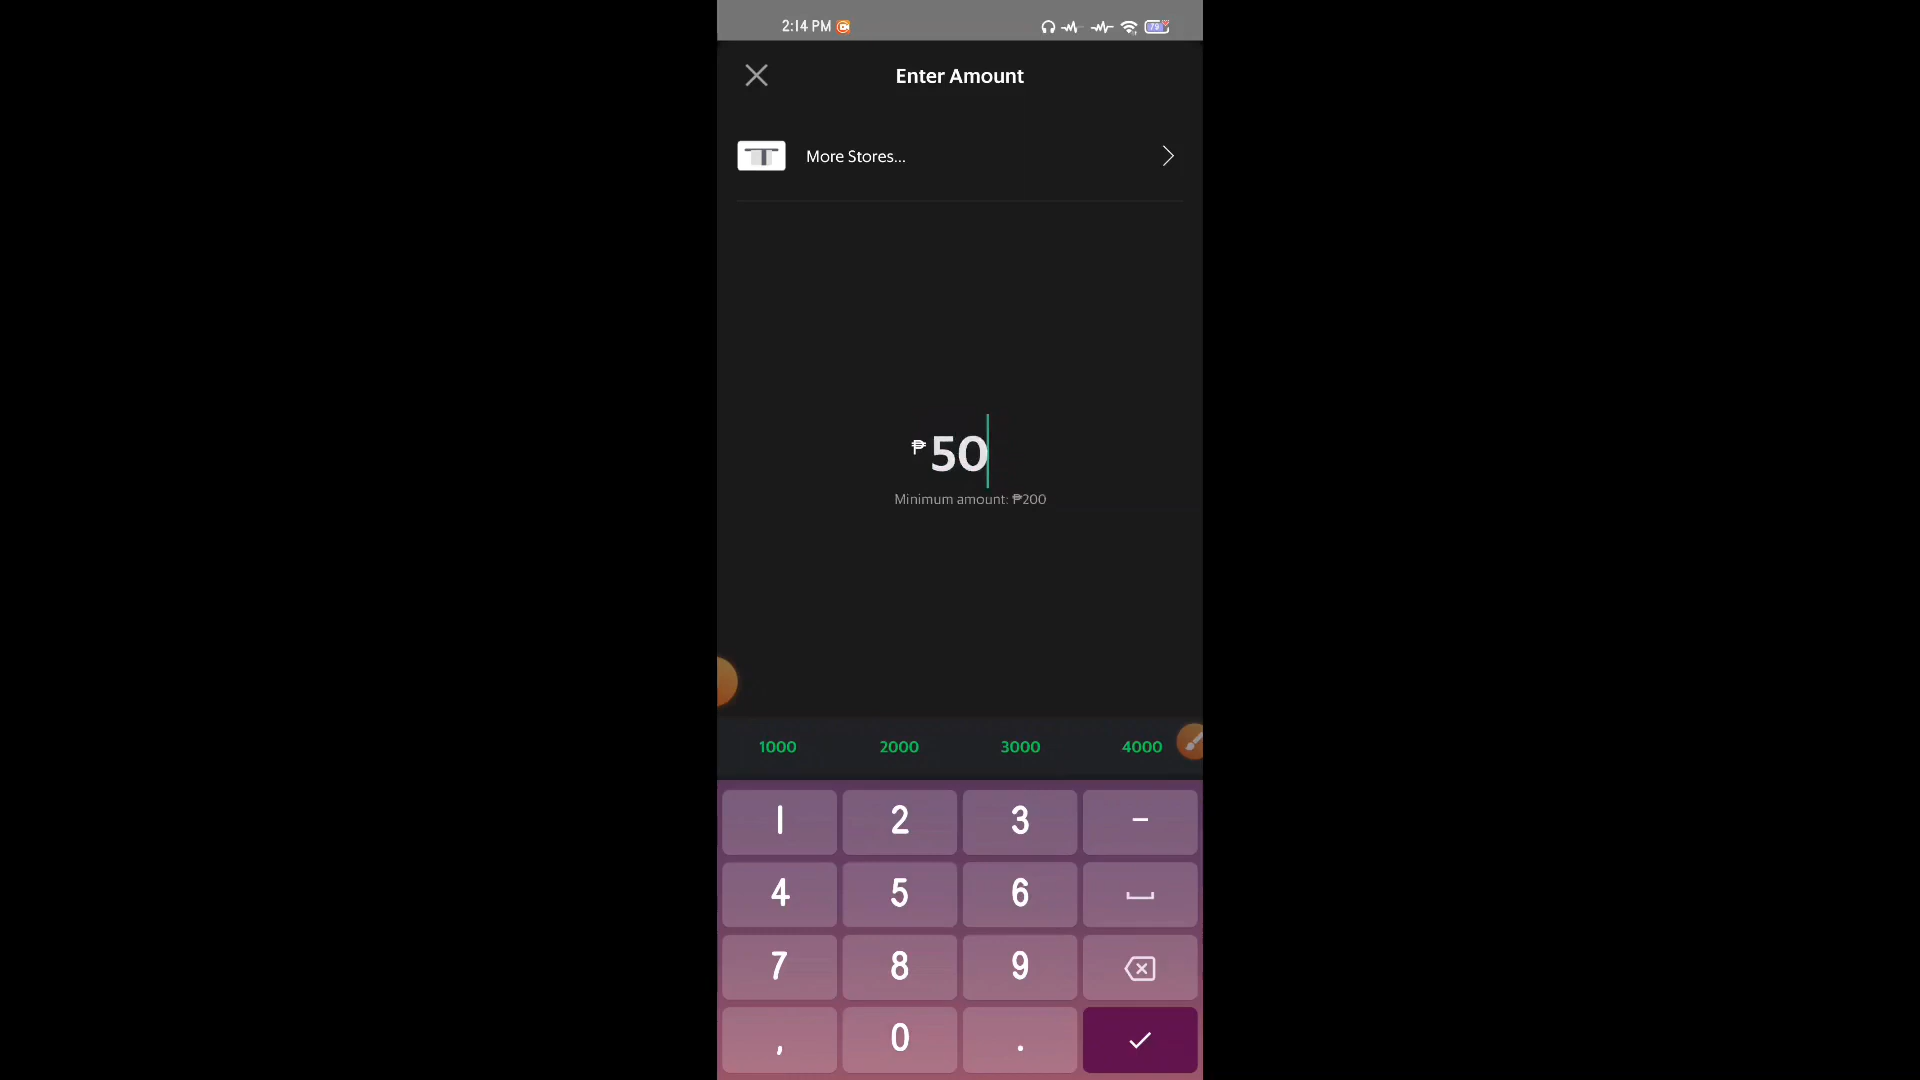 2:14 PM
79
Enter Amount
More Stores...
₱50
Minimum amount: ₱200
1000 2000 3000 4000
1 2 3 -
4 5 6
7 8 9
, 0 .